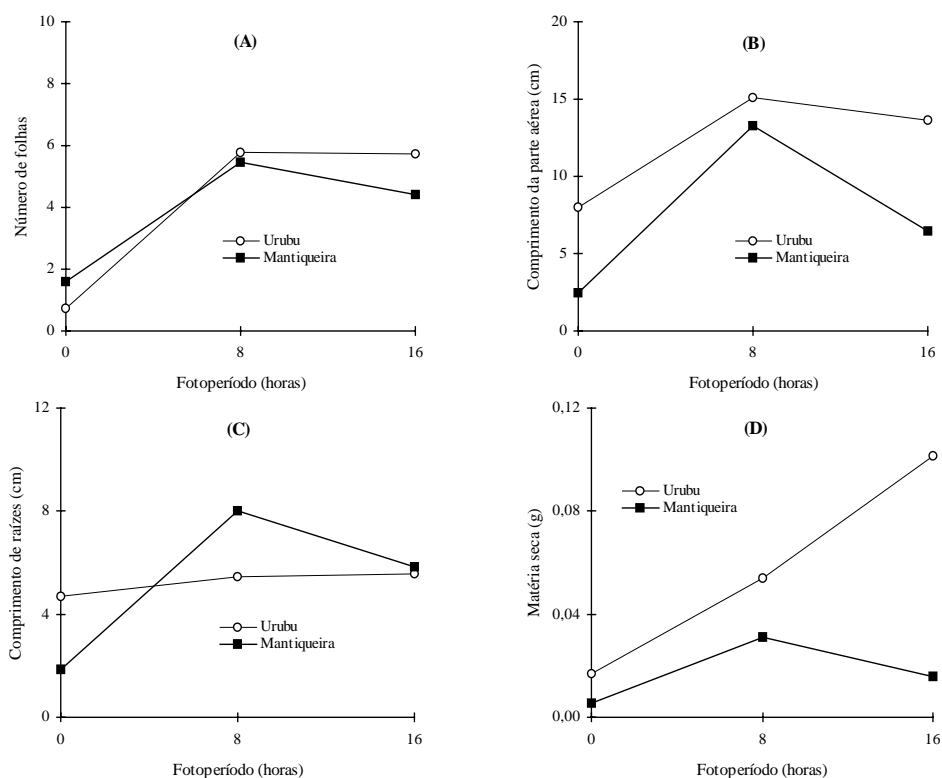 (A)
Número de folhas
10
8
6
4
2
0
Urubu
Mantiqueira
0 8 16
Fotoperíodo (horas)
(B)
Comprimento da parte aérea (cm)
20
15
10
5
0
Urubu
Mantiqueira
0 8 16
Fotoperíodo (horas)
(C)
Comprimento de raízes (cm)
12
8
4
0
Urubu
Mantiqueira
0 8 16
Fotoperíodo (horas)
(D)
Matéria seca (g)
0,12
0,08
0,04
0,00
Urubu
Mantiqueira
0 8 16
Fotoperíodo (horas)